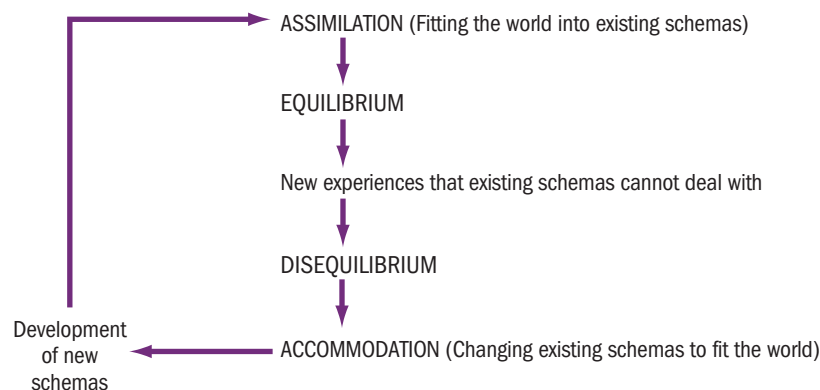 ASSIMILATION (Fitting the world into existing schemas)
EQUILIBRIUM
New experiences that existing schemas cannot deal with
DISEQUILIBRIUM
ACCOMMODATION (Changing existing schemas to fit the world)
Development
of new
schemas